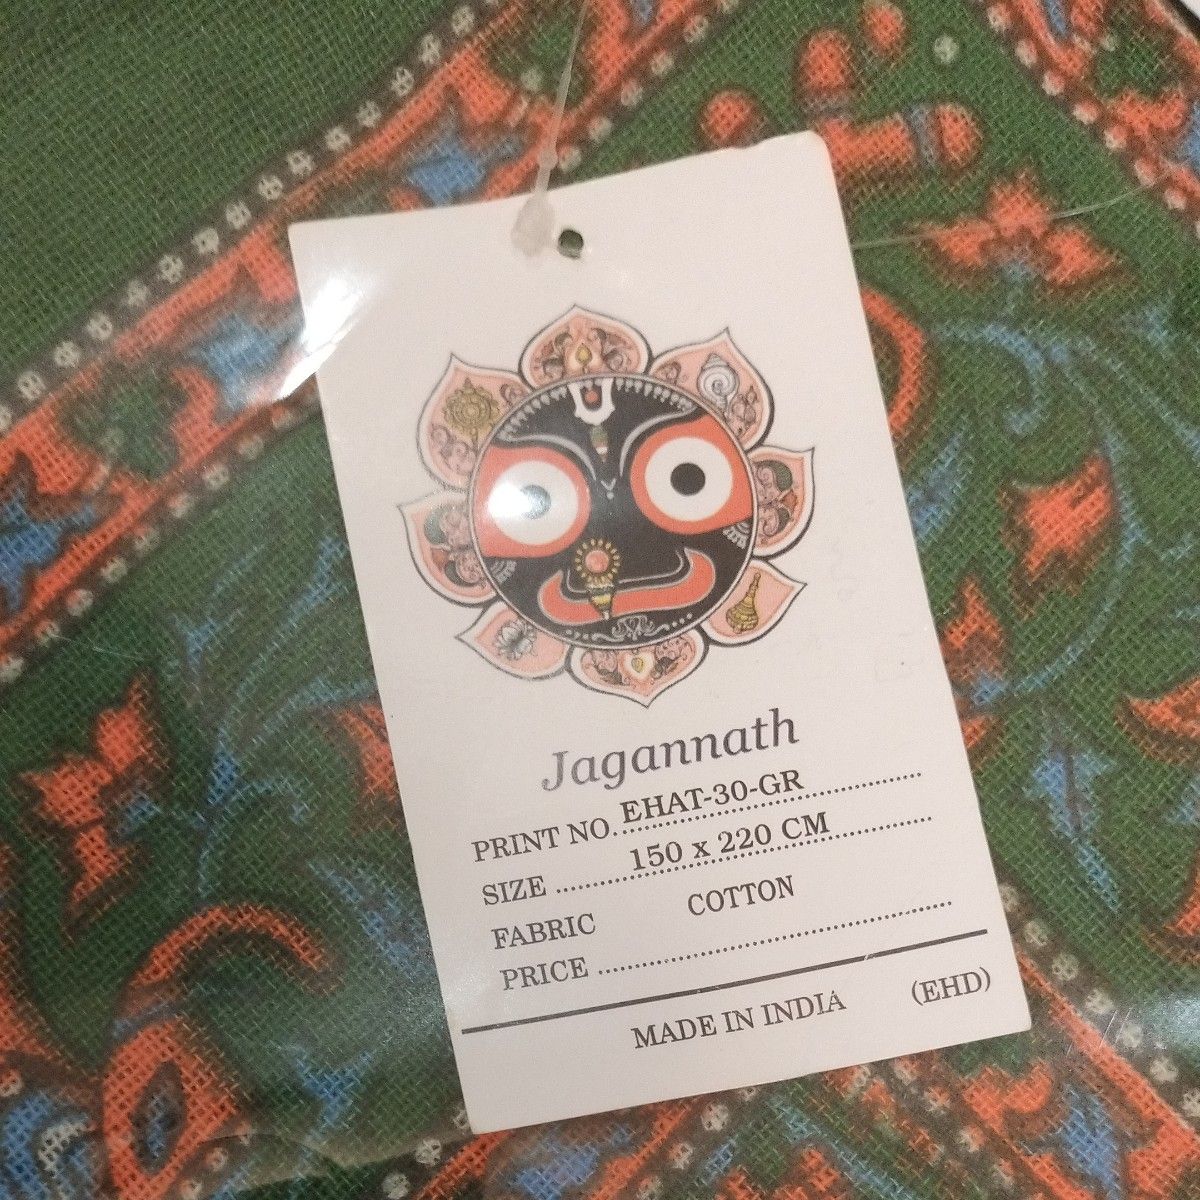 Jagannath
PRINT NO. EHAT-30-GR
SIZE ........ 150 x 220 CM ........
FABRIC COTTON
PRICE ................................
MADE IN INDIA (EHD)